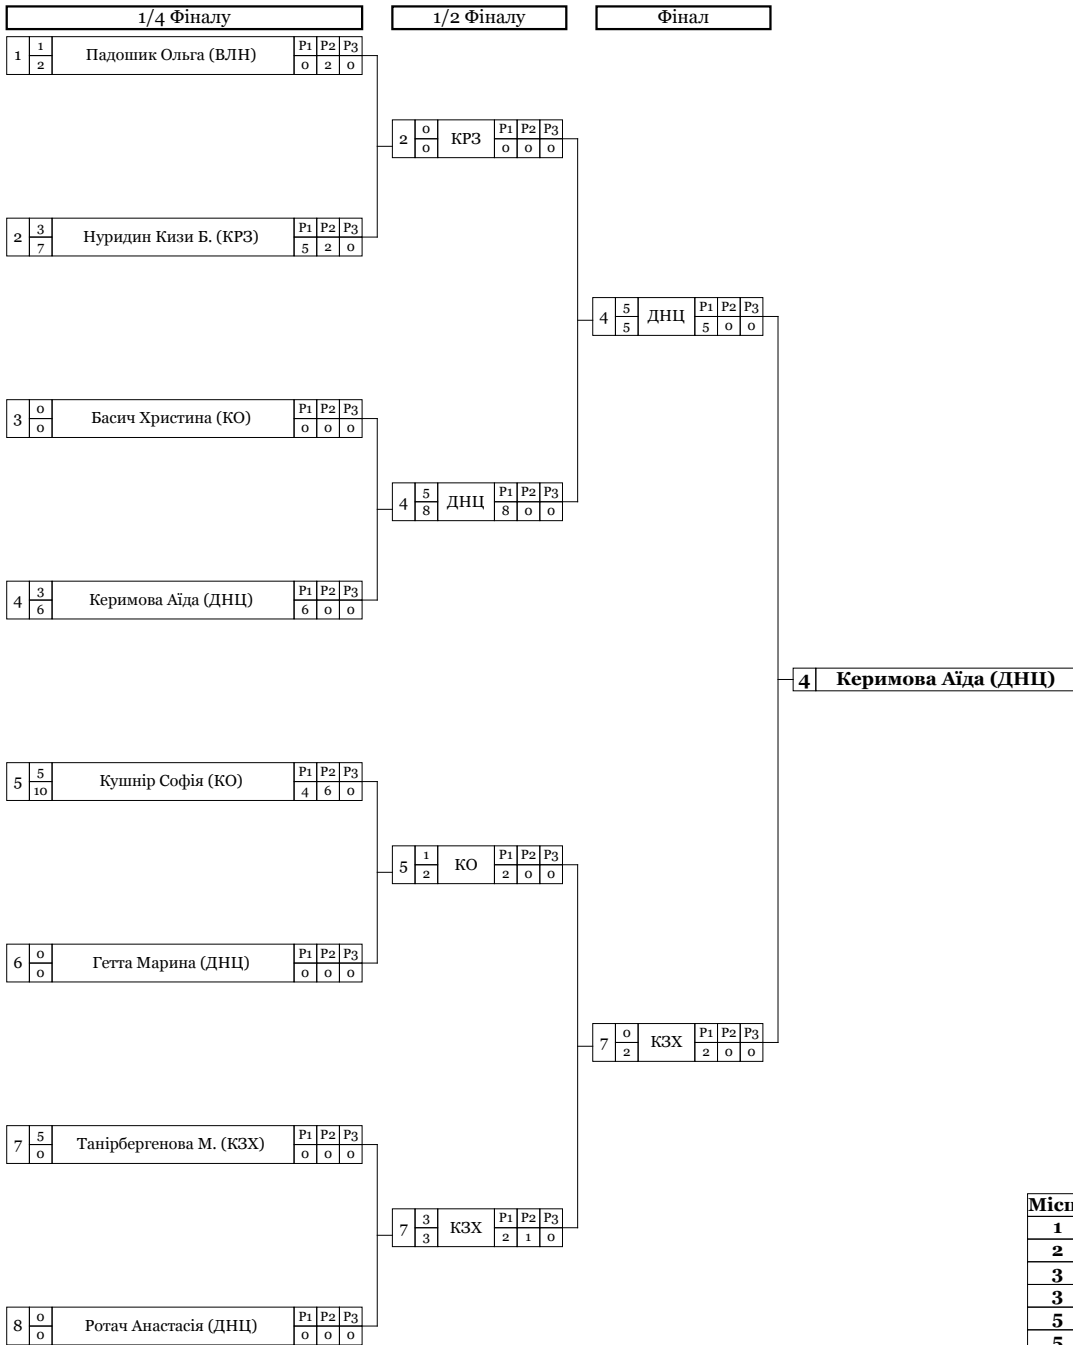 1/4 Фіналу 1/2 Фіналу Фінал
1 1 Падошик Ольга (ВЛН) P1 P2 P3
2 0 2 0
2 0 КРЗ P1 P2 P3
0 0 0 0
2 3 Нуридин Кизи Б. (КРЗ) P1 P2 P3
7 5 2 0
4 5 ДНЦ P1 P2 P3
5 5 0 0
3 0 Басич Христина (КО) P1 P2 P3
0 0 0 0
4 5 ДНЦ P1 P2 P3
8 8 0 0
4 3 Керимова Аїда (ДНЦ) P1 P2 P3
6 6 0 0
4 Керимова Аїда (ДНЦ)
5 5 Кушнір Софія (КО) P1 P2 P3
10 4 6 0
5 1 КО P1 P2 P3
2 2 0 0
6 0 Гетта Марина (ДНЦ) P1 P2 P3
0 0 0 0
7 0 КЗХ P1 P2 P3
2 2 0 0
7 5 Танірбергенова М. (КЗХ) P1 P2 P3
0 0 0 0
7 3 КЗХ P1 P2 P3
3 2 1 0
8 0 Ротач Анастасія (ДНЦ) P1 P2 P3
0 0 0 0
Місц
1
2
3
3
5
5